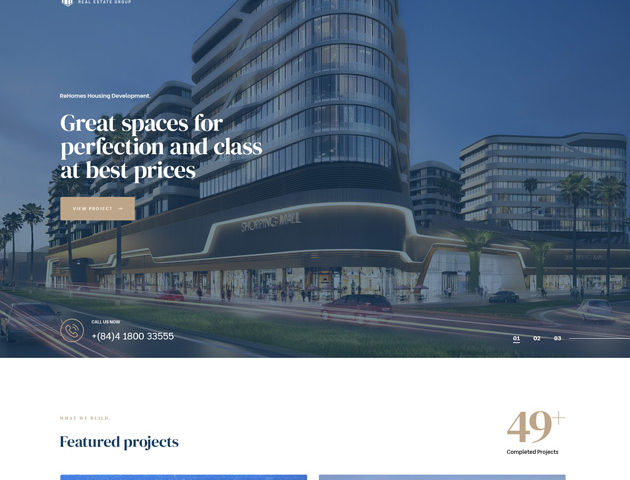 REAL ESTATE GROUP
ReHomes Housing Development.
Great spaces for
perfection and class
at best prices
VIEW PROJECT →
SHOPPING MALL
CALL US NOW
+(84)4 1800 33555
01 02 03
WHAT WE BUILD.
Featured projects
49+
Completed Projects